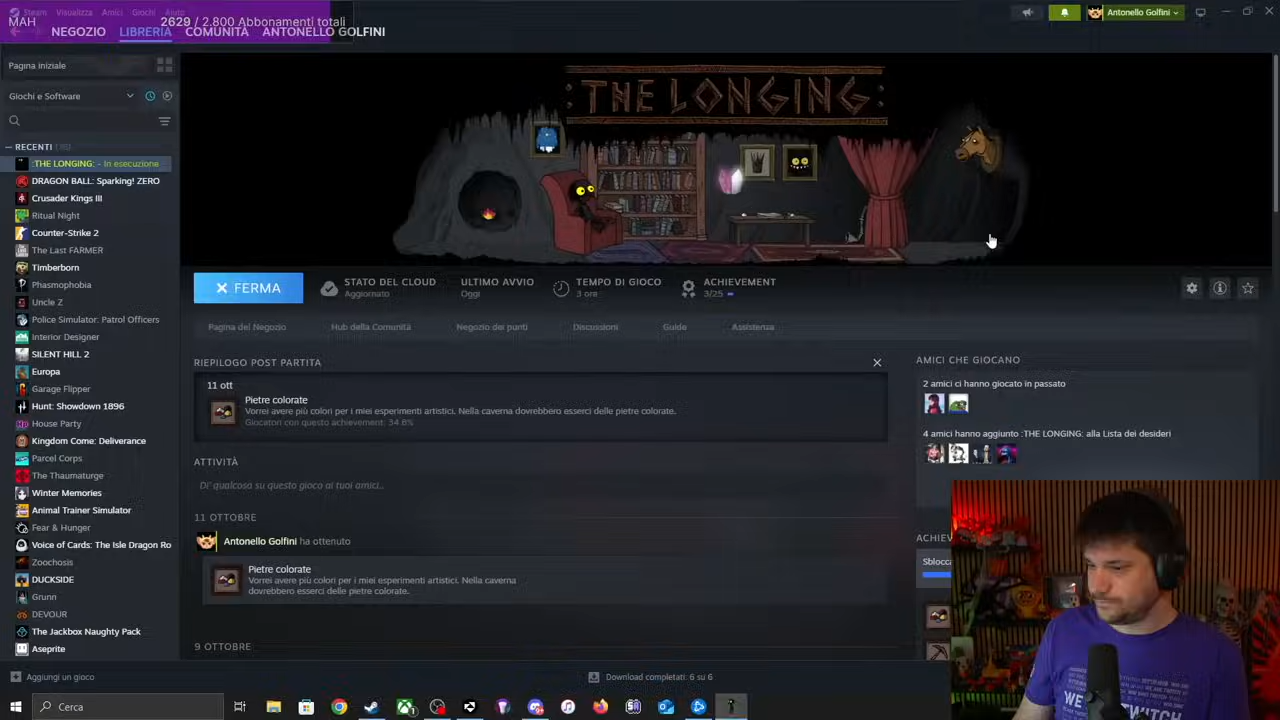 Steam Visualizza Amici Giochi Aiuto
MAH 2629 / 2.800 Abbonamenti totali
Antonello Golfini
NEGOZIO LIBRERIA COMUNITÀ ANTONELLO GOLFINI
Pagina iniziale
Giochi e Software
RECENTI
:THE LONGING: - In esecuzione
DRAGON BALL: Sparking! ZERO
Crusader Kings III
Ritual Night
Counter-Strike 2
The Last FARMER
Timberborn
Phasmophobia
Uncle Z
Police Simulator: Patrol Officers
Interior Designer
SILENT HILL 2
Europa
Garage Flipper
Hunt: Showdown 1896
House Party
Kingdom Come: Deliverance
Parcel Corps
The Thaumaturge
Winter Memories
Animal Trainer Simulator
Fear & Hunger
Voice of Cards: The Isle Dragon Ro
Zoochosis
DUCKSIDE
Grunn
DEVOUR
The Jackbox Naughty Pack
Aseprite
Aggiungi un gioco
:THE LONGING:
FERMA
STATO DEL CLOUD
Aggiornato
ULTIMO AVVIO
Oggi
TEMPO DI GIOCO
3 ore
ACHIEVEMENT
3/25
Pagina del Negozio Hub della Comunità Negozio dei punti Discussioni Guide Assistenza
RIEPILOGO POST PARTITA
11 ott
Pietre colorate
Vorrei avere più colori per i miei esperimenti artistici. Nella caverna dovrebbero esserci delle pietre colorate.
Giocatori con questo achievement: 34.8%
ATTIVITÀ
Di' qualcosa su questo gioco ai tuoi amici..
11 OTTOBRE
Antonello Golfini ha ottenuto
Pietre colorate
Vorrei avere più colori per i miei esperimenti artistici. Nella caverna
dovrebbero esserci delle pietre colorate.
9 OTTOBRE
AMICI CHE GIOCANO
2 amici ci hanno giocato in passato
4 amici hanno aggiunto :THE LONGING: alla Lista dei desideri
ACHIE
Sblocca
Download completati: 6 su 6
Cerca